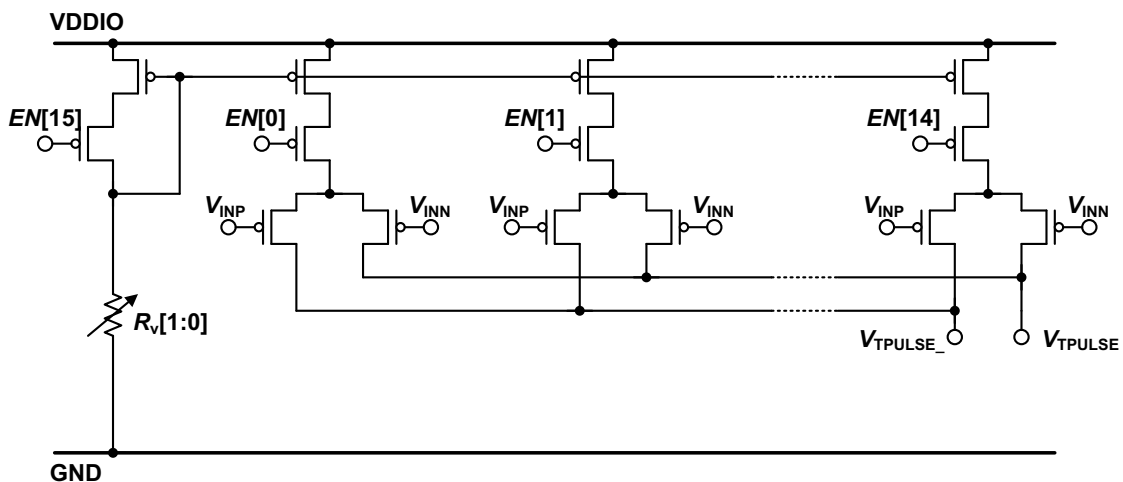 VDDIO
EN[15]
EN[0]
EN[1]
EN[14]
VINP
VINN
VINP
VINN
VINP
VINN
Rv[1:0]
VTPULSE_
VTPULSE
GND